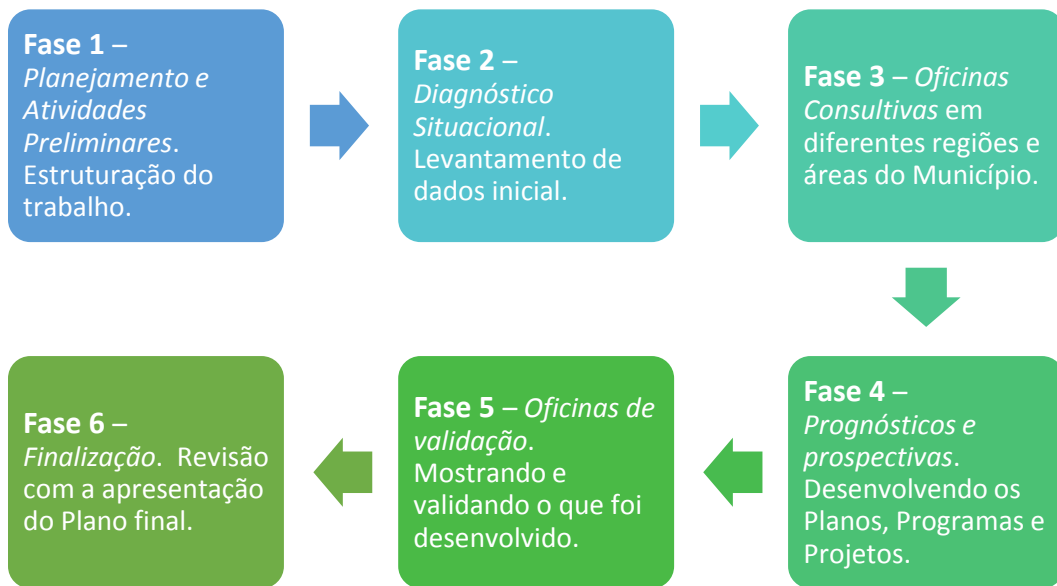 Fase 1 –
Planejamento e
Atividades
Preliminares.
Estruturação do
trabalho.
Fase 2 –
Diagnóstico
Situacional.
Levantamento de
dados inicial.
Fase 3 – Oficinas
Consultivas em
diferentes regiões e
áreas do Município.
Fase 4 –
Prognósticos e
prospectivas.
Desenvolvendo os
Planos, Programas e
Projetos.
Fase 5 – Oficinas de
validação.
Mostrando e
validando o que foi
desenvolvido.
Fase 6 –
Finalização. Revisão
com a apresentação
do Plano final.